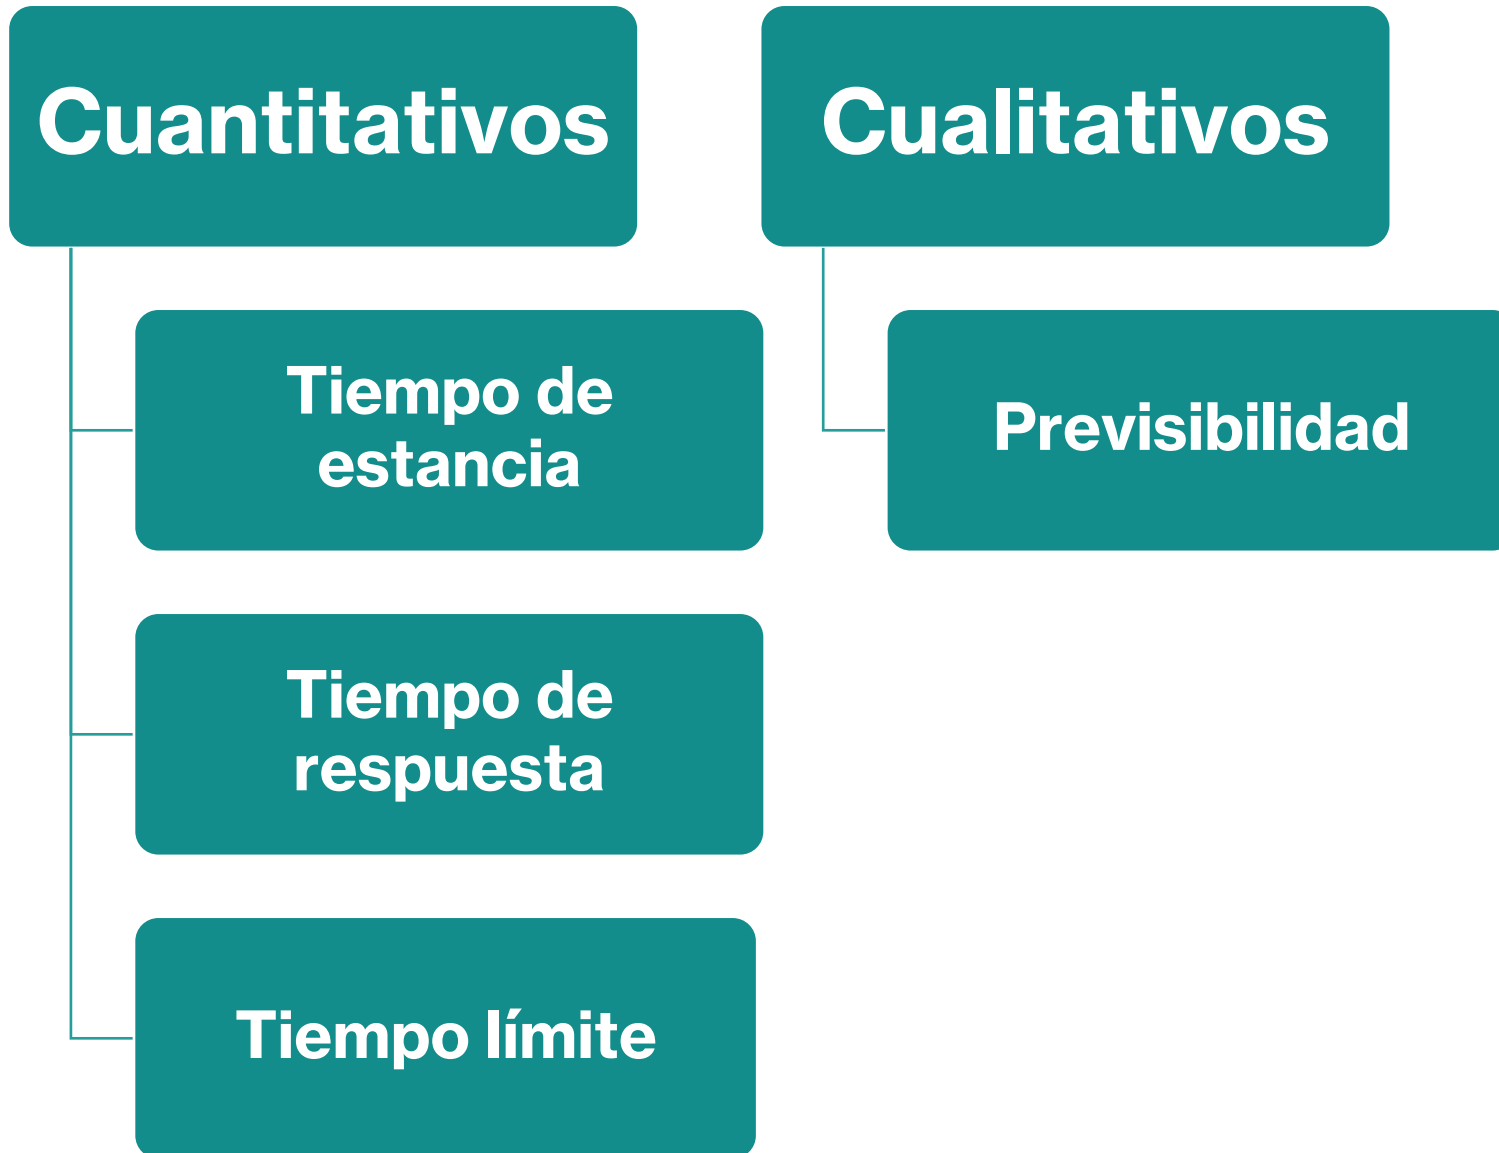 Cuantitativos
Tiempo de
estancia
Tiempo de
respuesta
Tiempo límite
Cualitativos
Previsibilidad